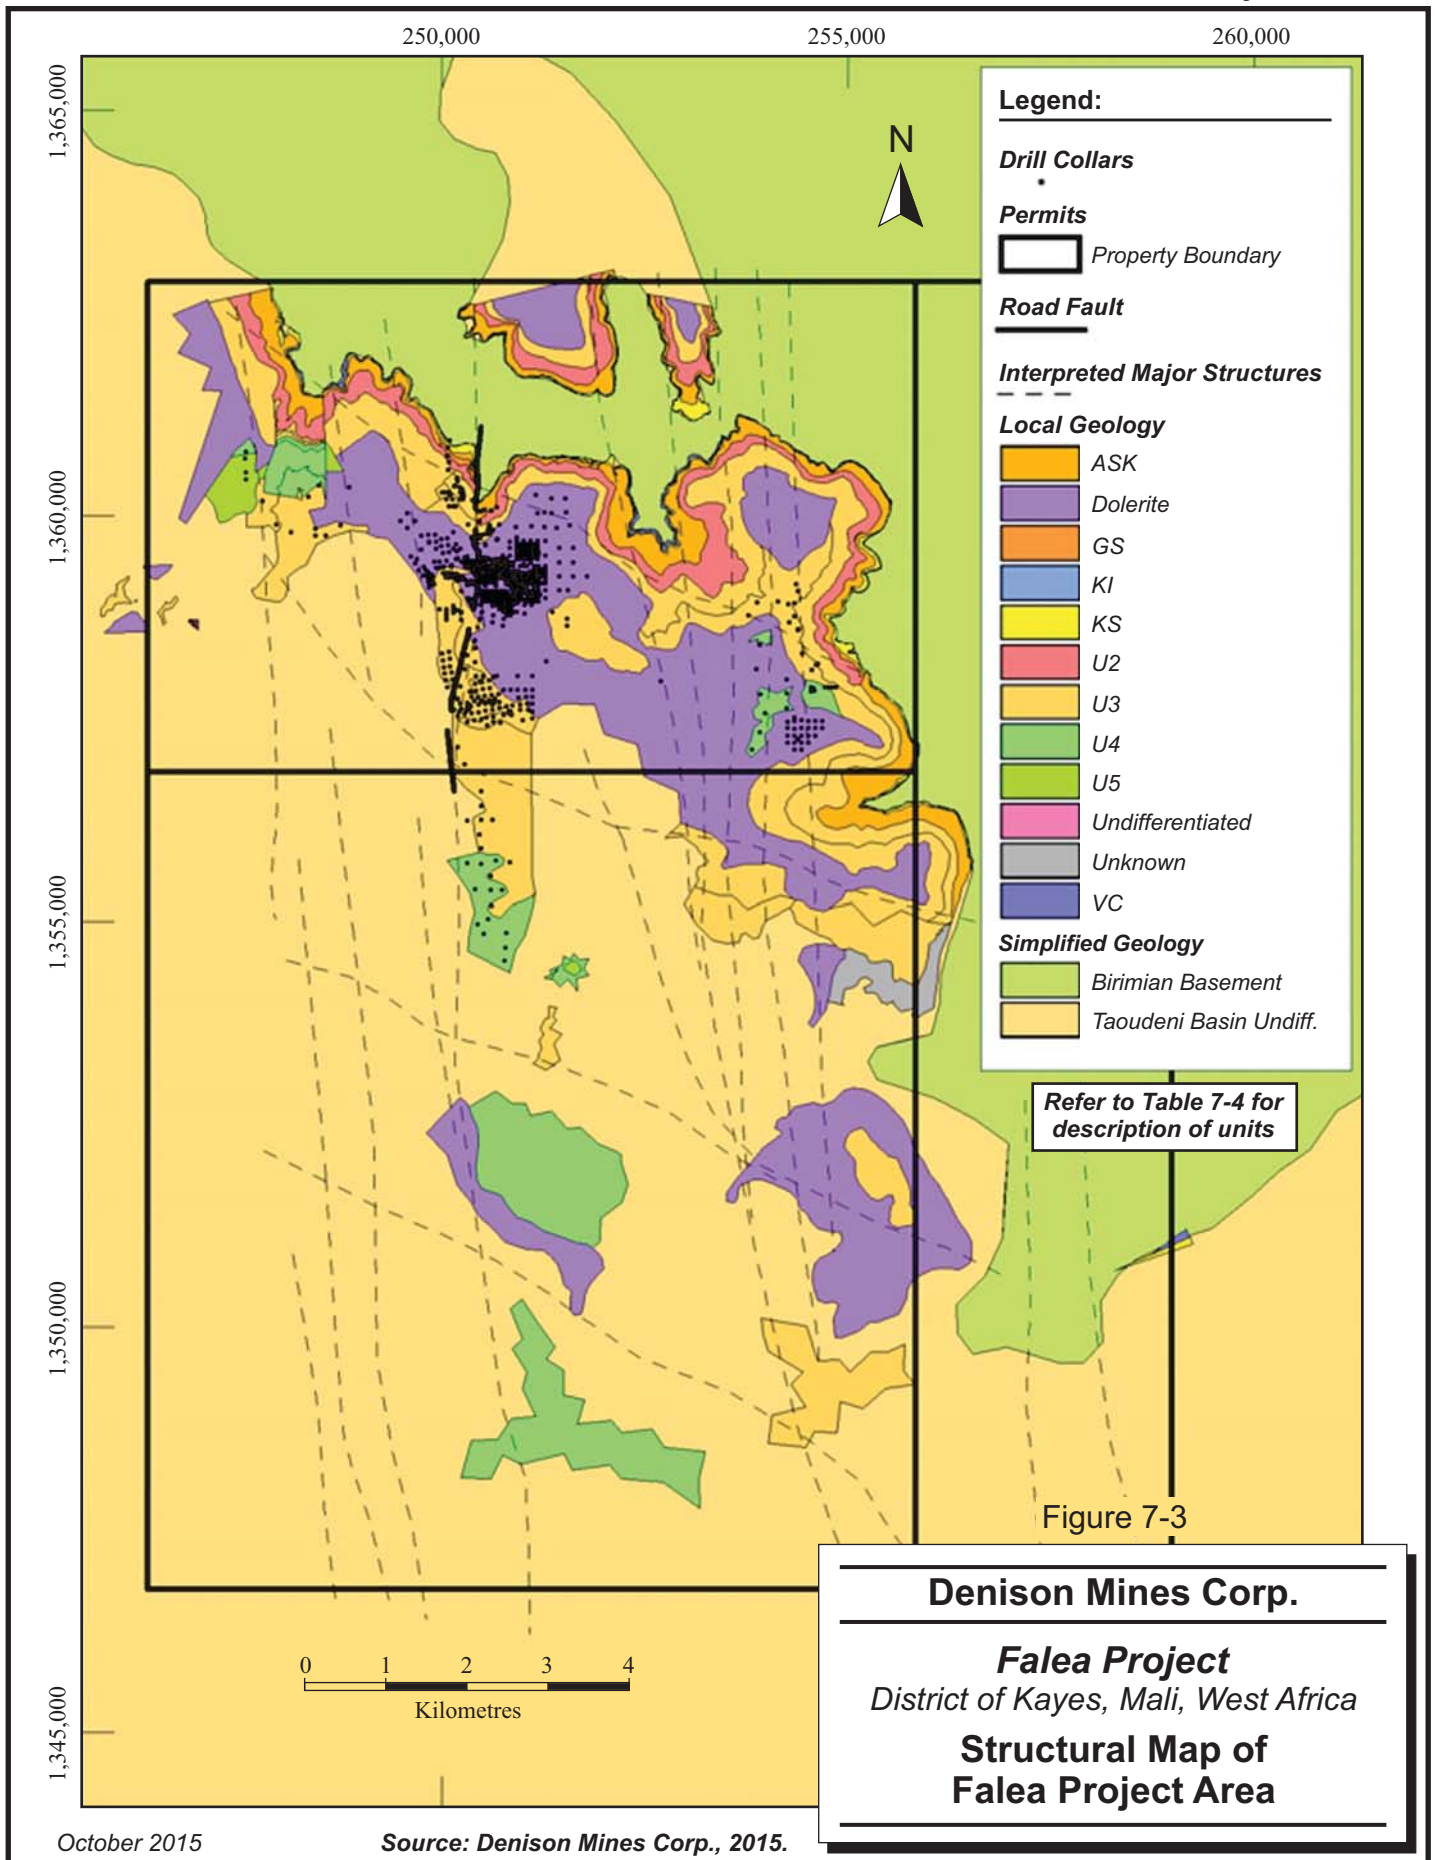 250,000
255,000
260,000
1,365,000
1,360,000
1,355,000
1,350,000
1,345,000
N
Legend:
Drill Collars
Permits
Property Boundary
Road Fault
Interpreted Major Structures
Local Geology
ASK
Dolerite
GS
KI
KS
U2
U3
U4
U5
Undifferentiated
Unknown
VC
Simplified Geology
Birimian Basement
Taoudeni Basin Undiff.
Refer to Table 7-4 for
description of units
Figure 7-3
Denison Mines Corp.
Falea Project
District of Kayes, Mali, West Africa
Structural Map of
Falea Project Area
0 1 2 3 4
Kilometres
October 2015
Source: Denison Mines Corp., 2015.